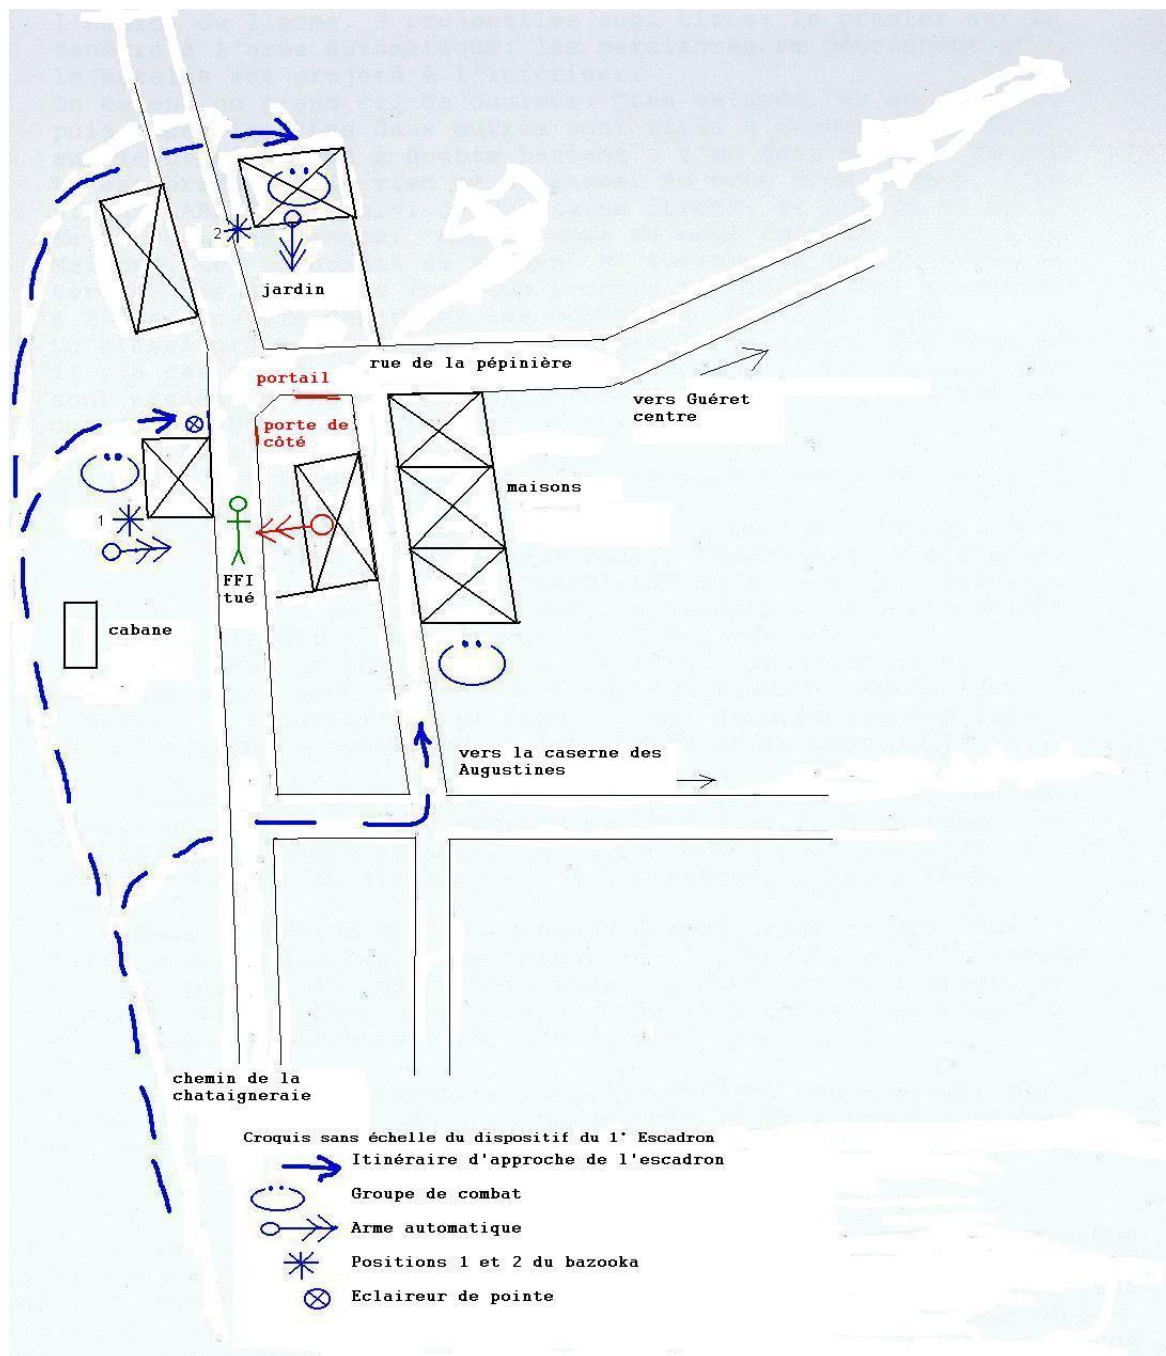 2
jardin
rue de la pépinière
portail
vers Guéret
centre
porte de
côté
maisons
1
FFI
tué
cabane
vers la caserne des
Augustines
chemin de la
chataigneraie
Croquis sans échelle du dispositif du 1° Escadron
Itinéraire d'approche de l'escadron
Groupe de combat
Arme automatique
Positions 1 et 2 du bazooka
Eclaireur de pointe